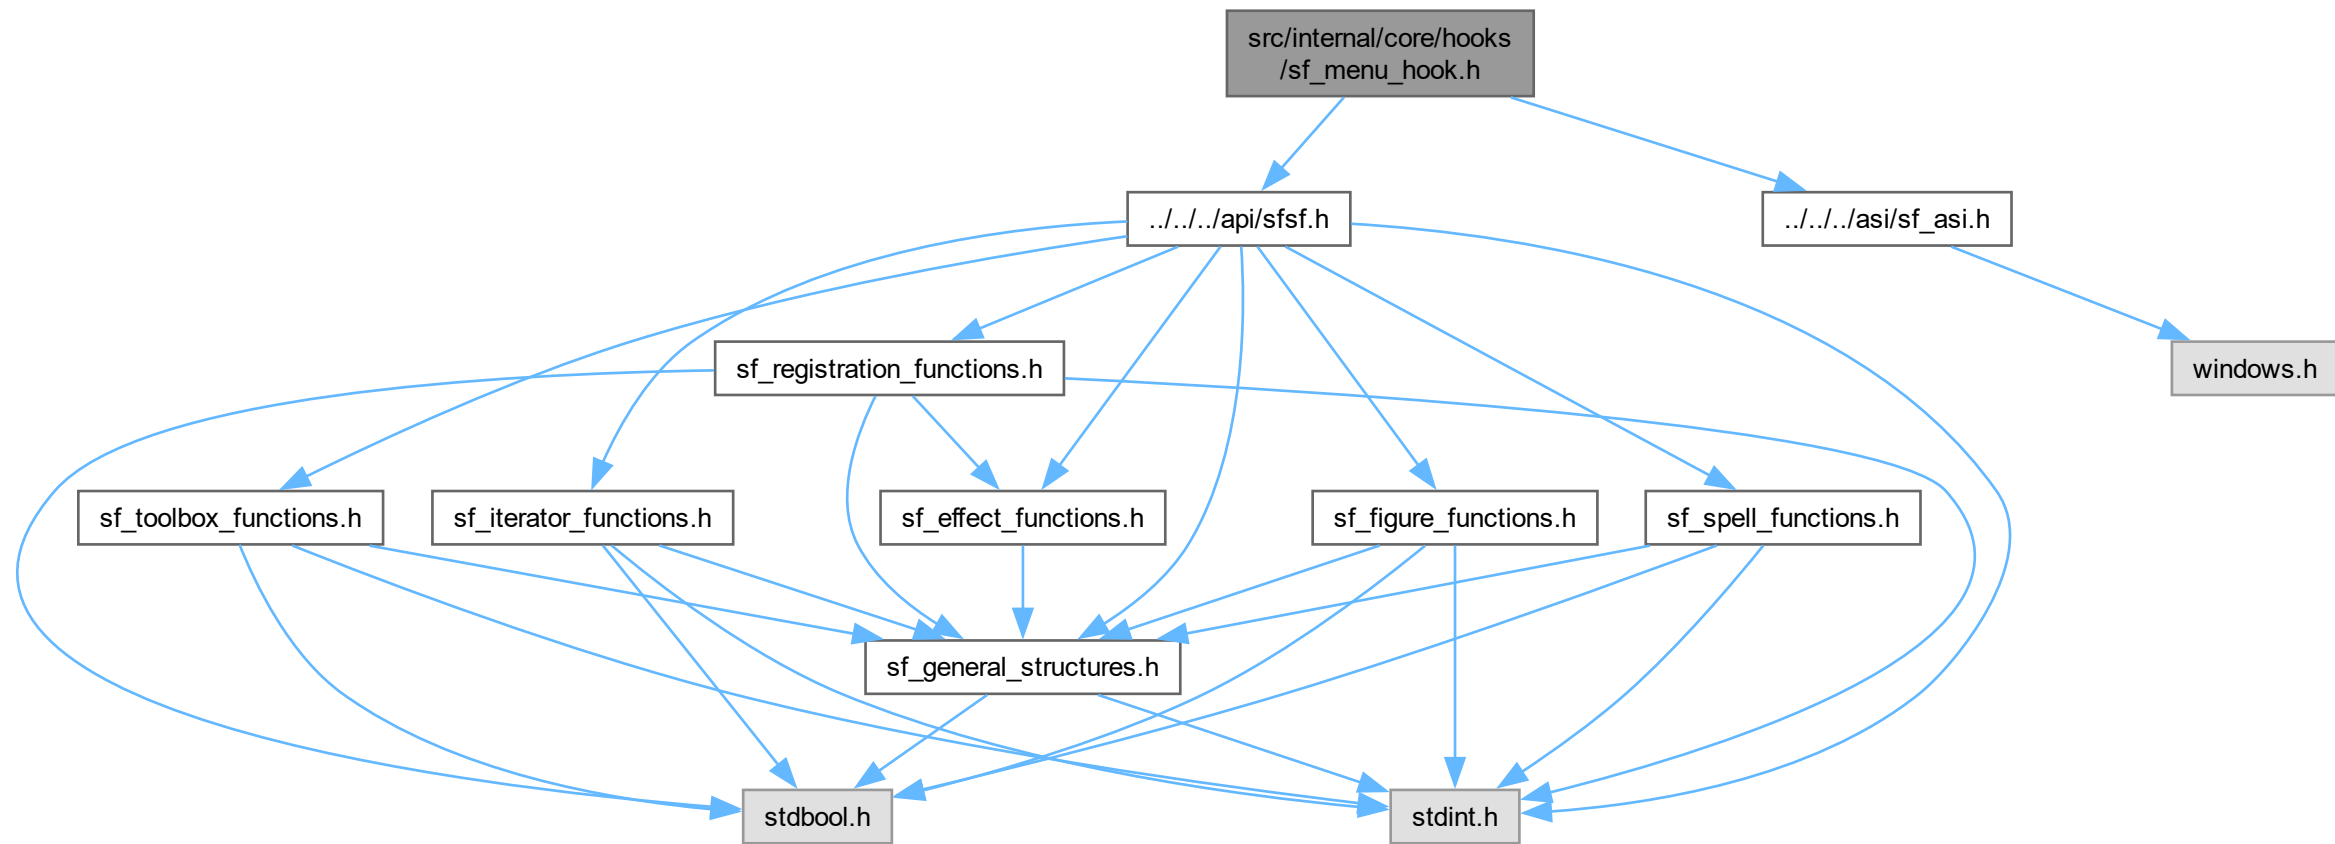 src/internal/core/hooks
/sf_menu_hook.h
../../../api/sfsf.h
../../../asi/sf_asi.h
sf_registration_functions.h
windows.h
sf_toolbox_functions.h
sf_iterator_functions.h
sf_effect_functions.h
sf_figure_functions.h
sf_spell_functions.h
sf_general_structures.h
stdbool.h
stdint.h